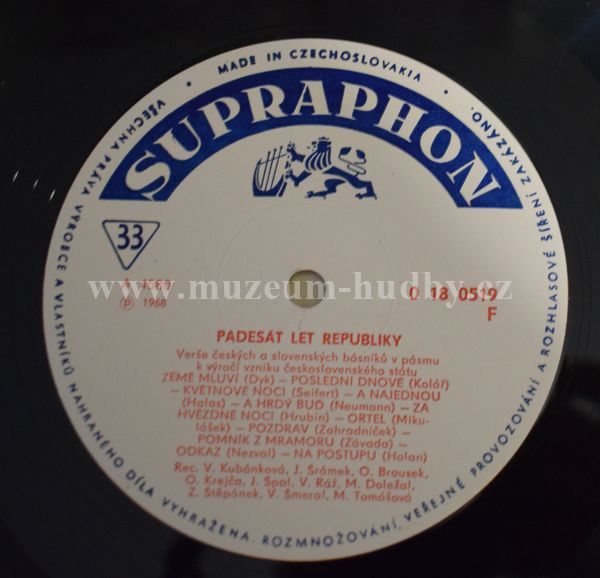 • MADE IN CZECHOSLOVAKIA •
SUPRAPHON
33
Ⓟ 1968
0 18 0519
F
www.muzeum-hudby.cz
PADESÁT LET REPUBLIKY
Verše českých a slovenských básníků v pásmu
k výročí vzniku československého státu
ZEMĚ MLUVÍ (Dyk) – POSLEDNÍ DNOVÉ (Kolář)
– KVĚTNOVÉ NOCI (Seifert) – A NAJEDNOU
(Halas) – A HRDÝ BUĎ (Neumann) – ZA
HVĚZDNÉ NOCI (Hrubín) – ORTEL (Miku-
lášek) – POZDRAV (Zahradníček) –
POMNÍK Z MRAMORU (Závada) –
ODKAZ (Nezval) – NA POSTUPU (Holan)
Rec. V. Kubánková, J. Šrámek, O. Brousek,
O. Krejča, J. Spal, V. Ráž, M. Doležal,
Z. Štěpánek, V. Šmeral, M. Tomášová
VŠECHNA PRÁVA VÝROBCE A VLASTNÍKŮ NAHRANÉHO DÍLA VYHRAŽENA. ROZMNOŽOVÁNÍ, VEŘEJNÉ PROVOZOVÁNÍ A ROZHLASOVÉ ŠÍŘENÍ ZAKÁZÁNO.